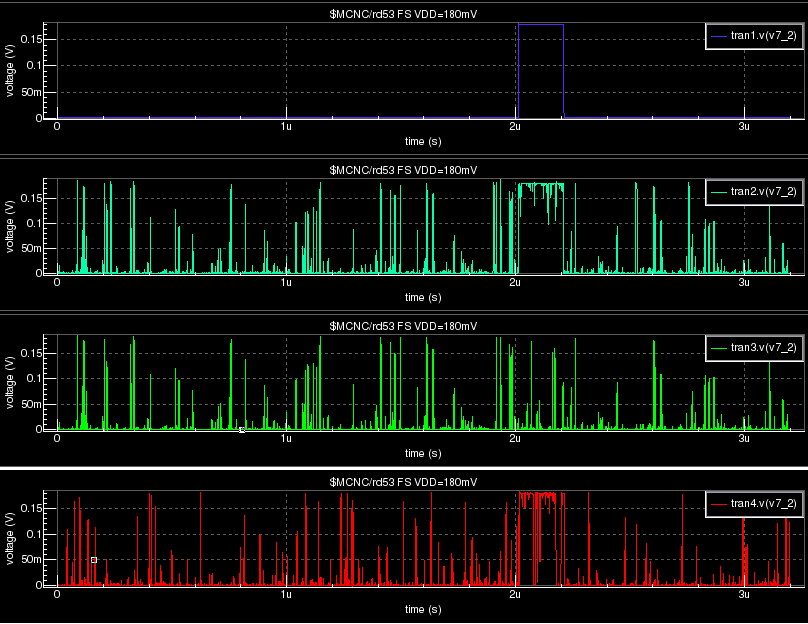 $MCNC/rd53 FS VDD=180mV
tran1.v(v7_2)
voltage (V)
0.15
0.1
50m
0
0 1u 2u 3u
time (s)
$MCNC/rd53 FS VDD=180mV
tran2.v(v7_2)
voltage (V)
0.15
0.1
50m
0
0 1u 2u 3u
time (s)
$MCNC/rd53 FS VDD=180mV
tran3.v(v7_2)
voltage (V)
0.15
0.1
50m
0
0 1u 2u 3u
time (s)
$MCNC/rd53 FS VDD=180mV
tran4.v(v7_2)
voltage (V)
0.15
0.1
50m
0
0 1u 2u 3u
time (s)